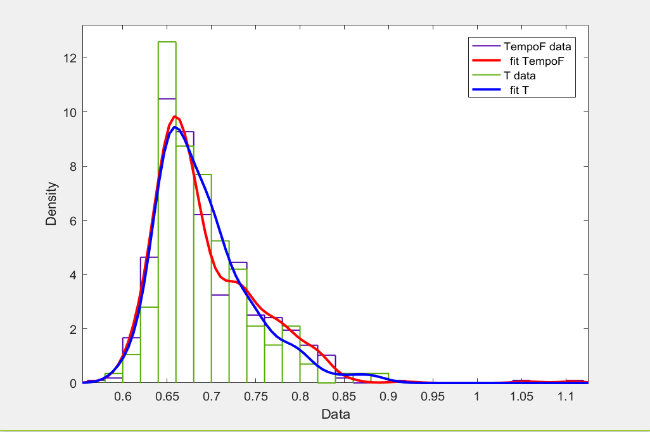 TempoF data
fit TempoF
T data
fit T
12
10
8
6
4
2
0
Density
0.6 0.65 0.7 0.75 0.8 0.85 0.9 0.95 1 1.05 1.1
Data